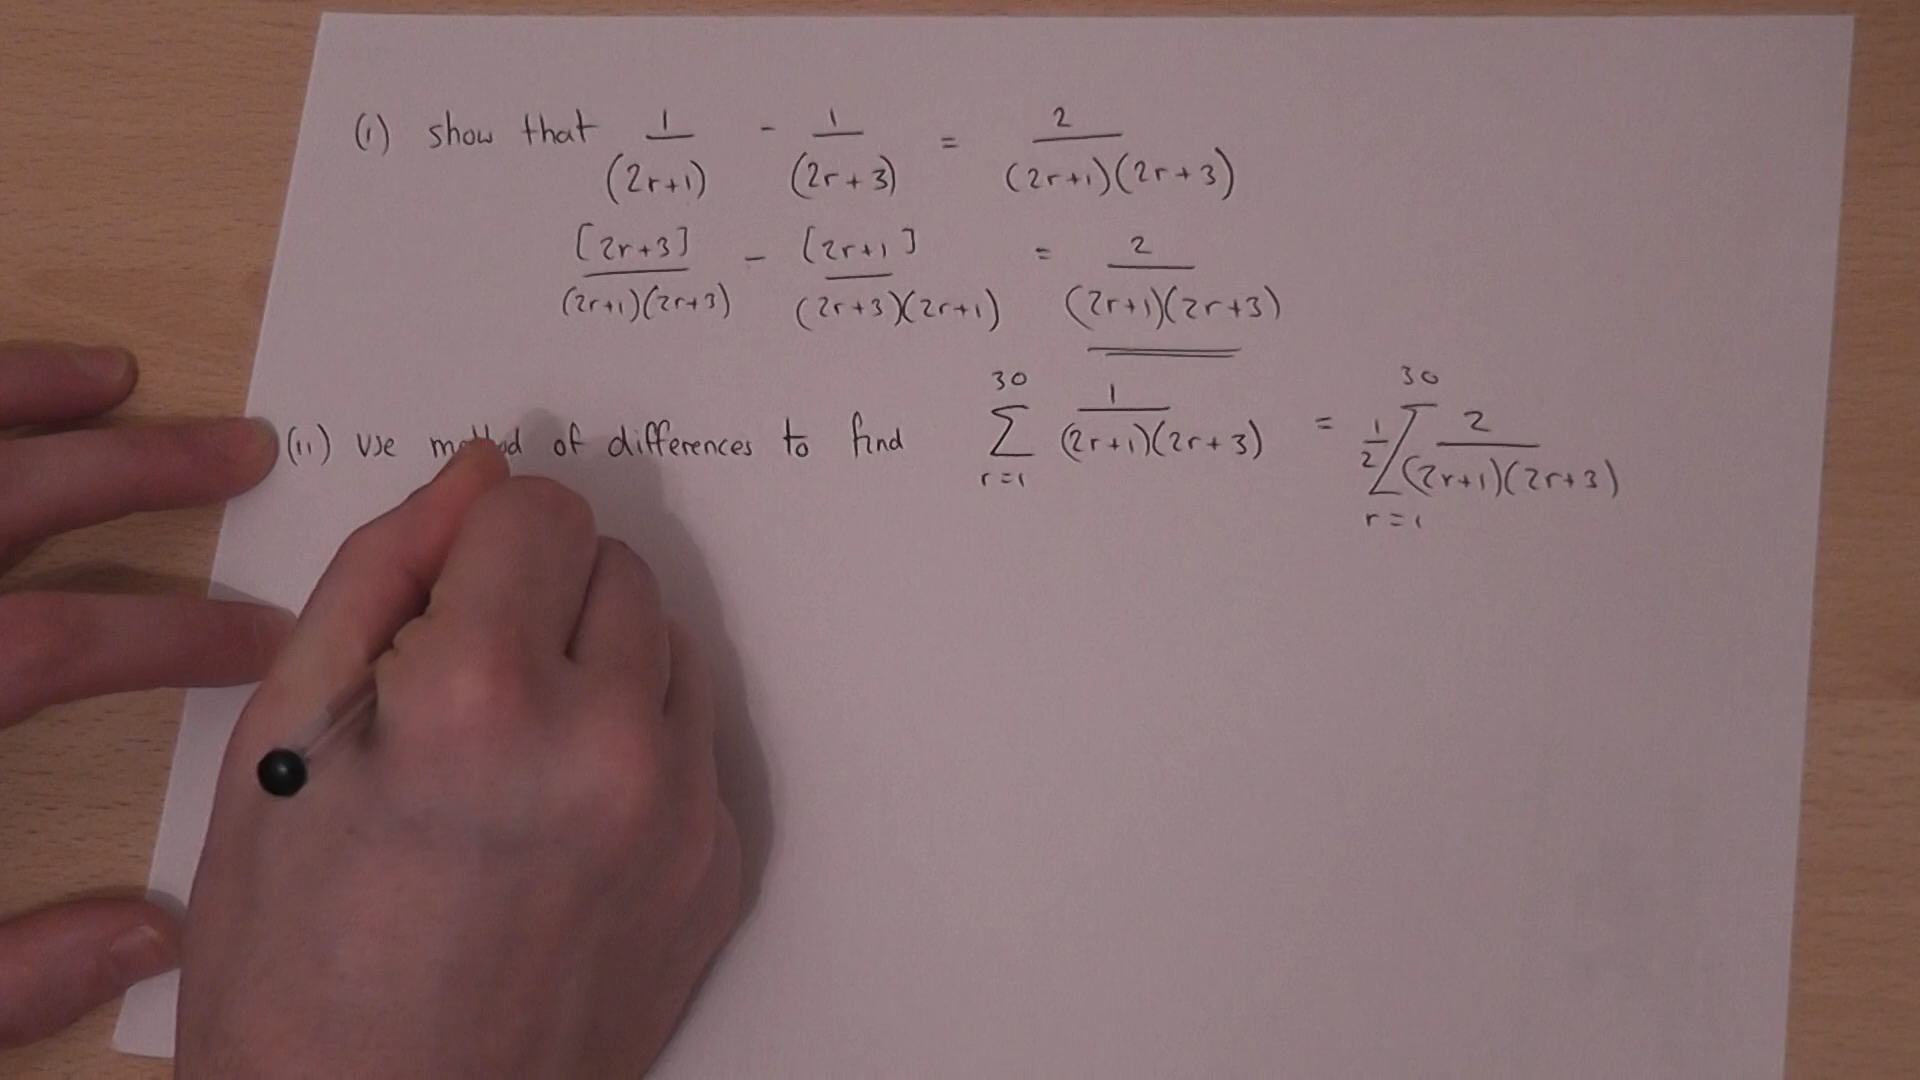 (i) show that 1/(2r+1) - 1/(2r+3) = 2/(2r+1)(2r+3)
[2r+3]/(2r+1)(2r+3) - [2r+1]/(2r+3)(2r+1) = 2/(2r+1)(2r+3)
(ii) use method of differences to find 30 Σ r=1 1/(2r+1)(2r+3) = 1/2 30 Σ r=1 2/(2r+1)(2r+3)